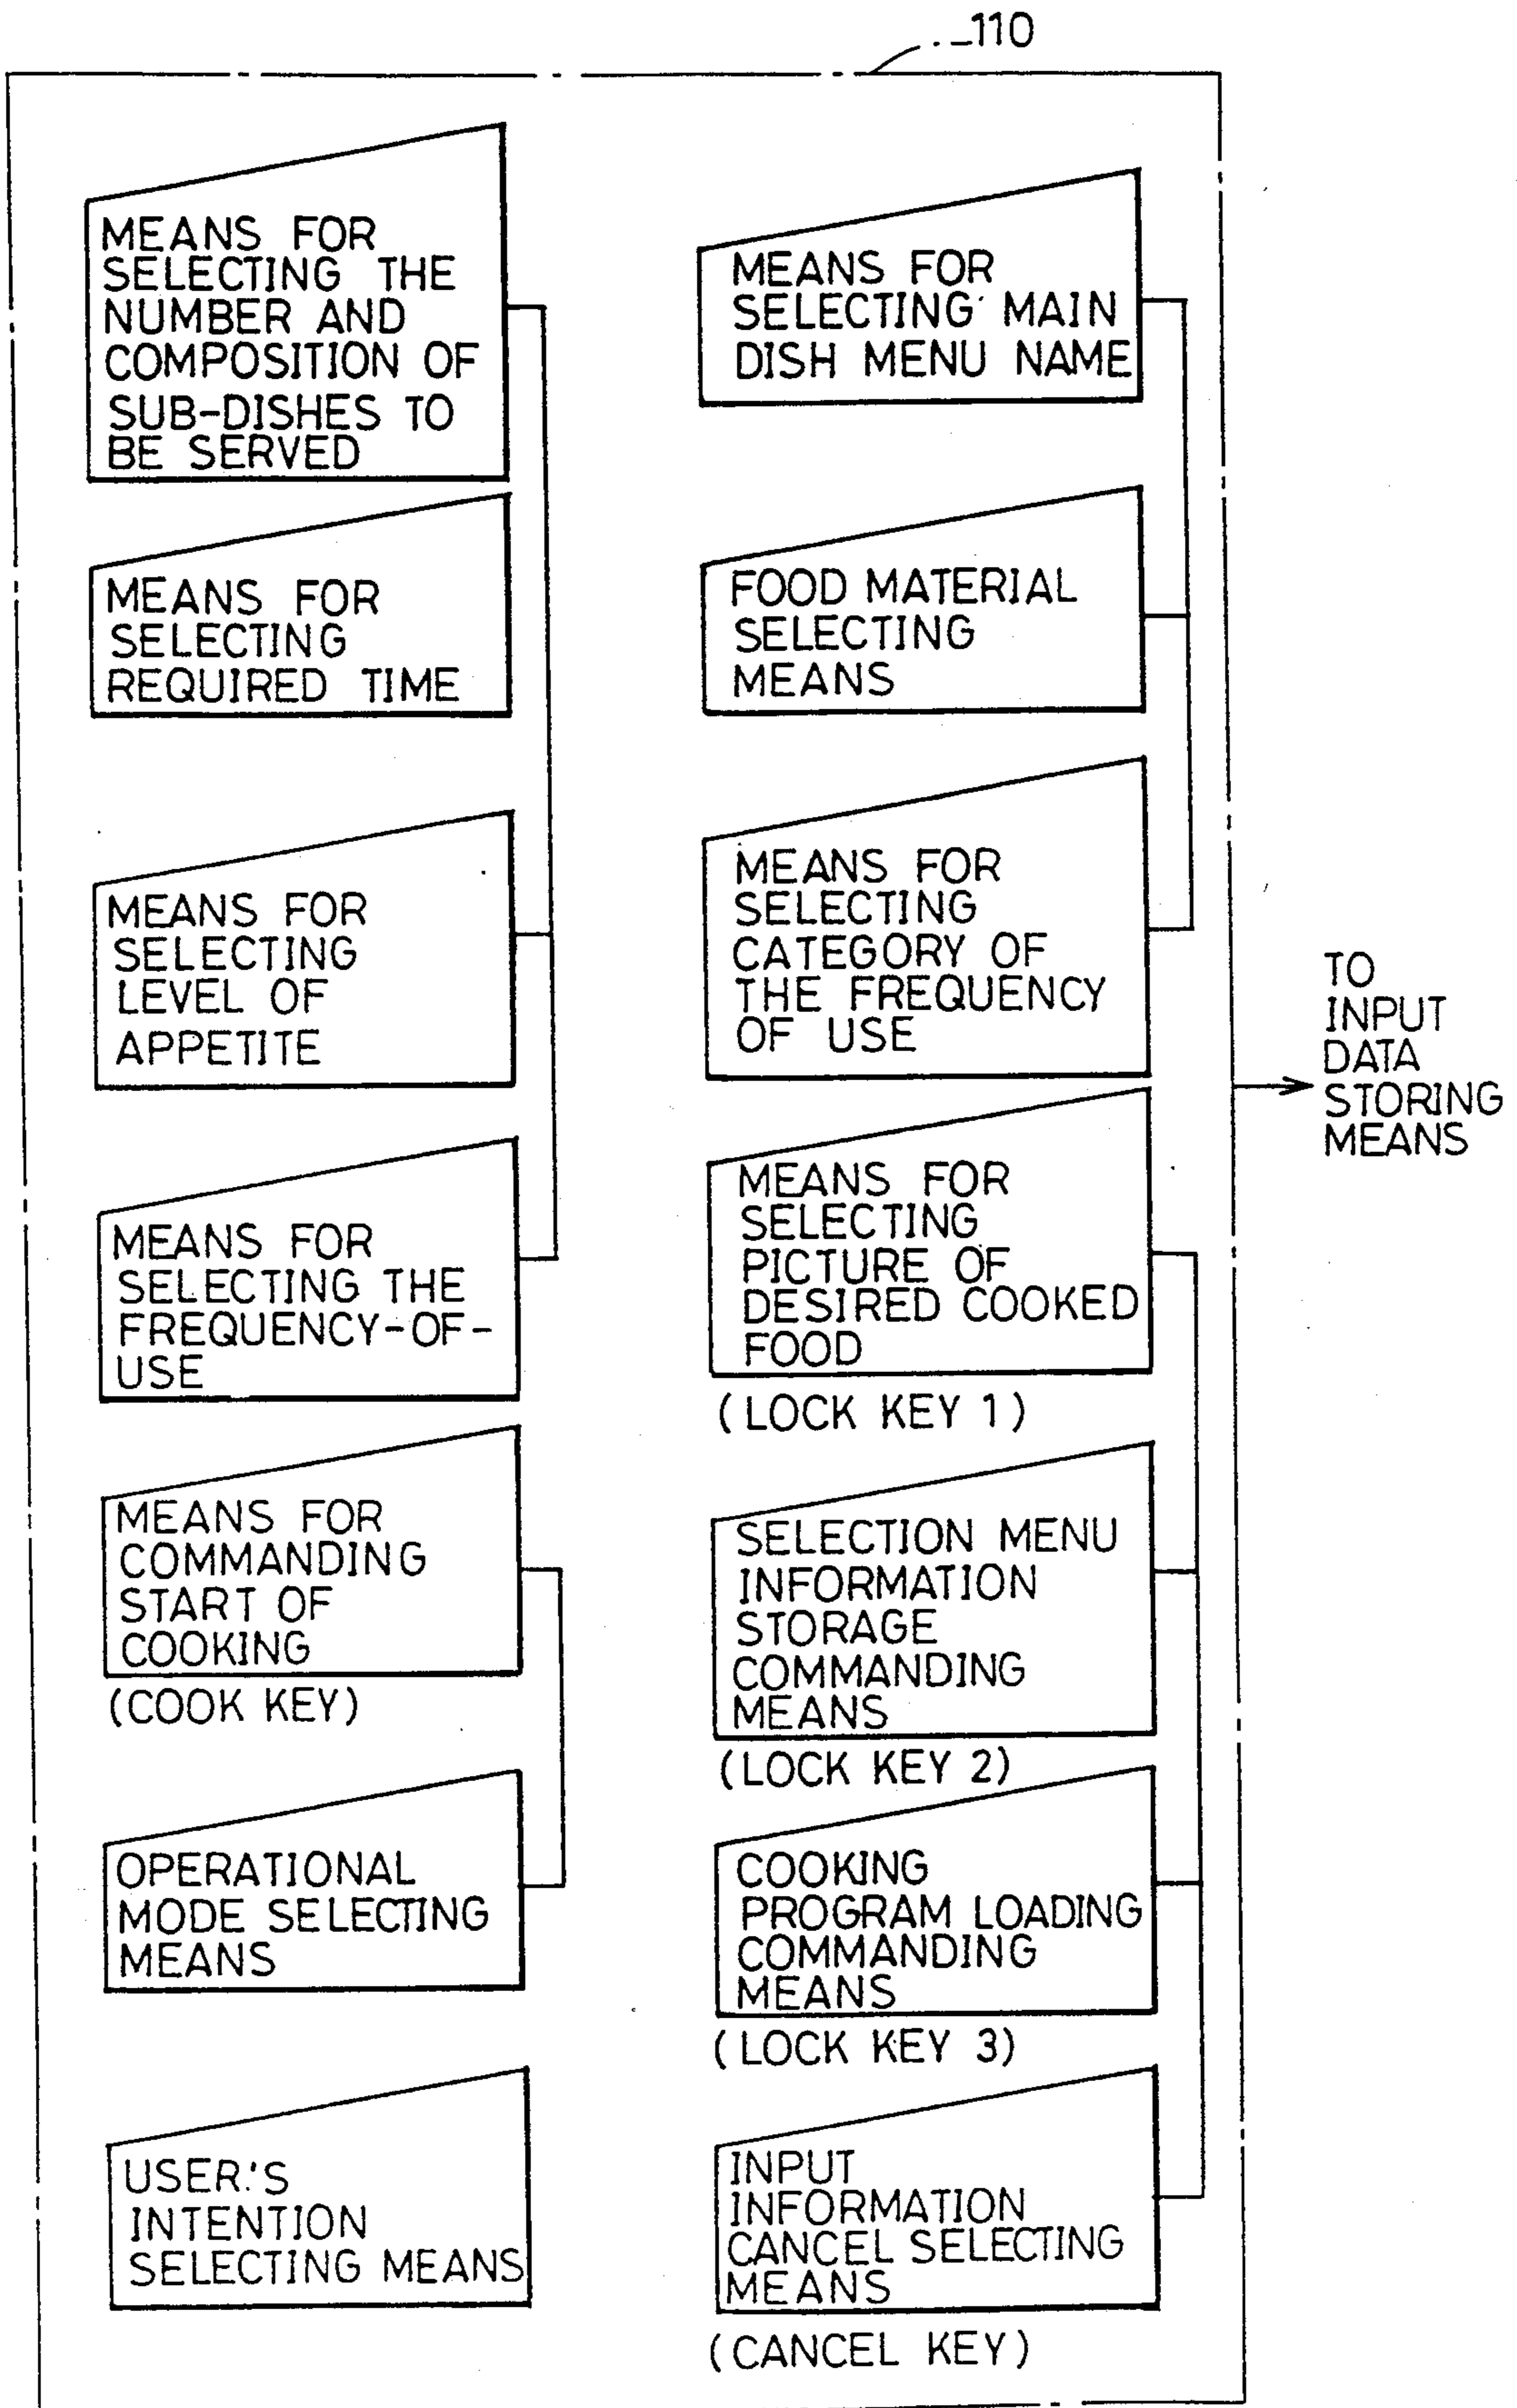 110
MEANS FOR
SELECTING THE
NUMBER AND
COMPOSITION OF
SUB-DISHES TO
BE SERVED
MEANS FOR
SELECTING
REQUIRED TIME
MEANS FOR
SELECTING
LEVEL OF
APPETITE
MEANS FOR
SELECTING THE
FREQUENCY-OF-
USE
MEANS FOR
COMMANDING
START OF
COOKING
(COOK KEY)
OPERATIONAL
MODE SELECTING
MEANS
USER'S
INTENTION
SELECTING MEANS
MEANS FOR
SELECTING MAIN
DISH MENU NAME
FOOD MATERIAL
SELECTING
MEANS
MEANS FOR
SELECTING
CATEGORY OF
THE FREQUENCY
OF USE
MEANS FOR
SELECTING
PICTURE OF
DESIRED COOKED
FOOD
(LOCK KEY 1)
SELECTION MENU
INFORMATION
STORAGE
COMMANDING
MEANS
(LOCK KEY 2)
COOKING
PROGRAM LOADING
COMMANDING
MEANS
(LOCK KEY 3)
INPUT
INFORMATION
CANCEL SELECTING
MEANS
(CANCEL KEY)
TO
INPUT
DATA
STORING
MEANS